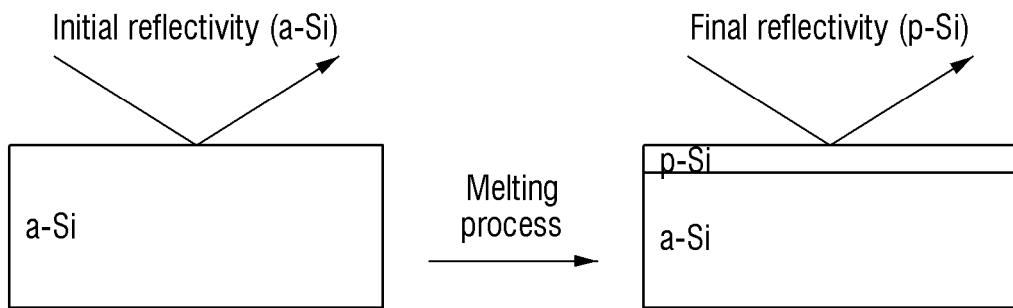 Initial reflectivity (a-Si)
Final reflectivity (p-Si)
a-Si
Melting
process
p-Si
a-Si